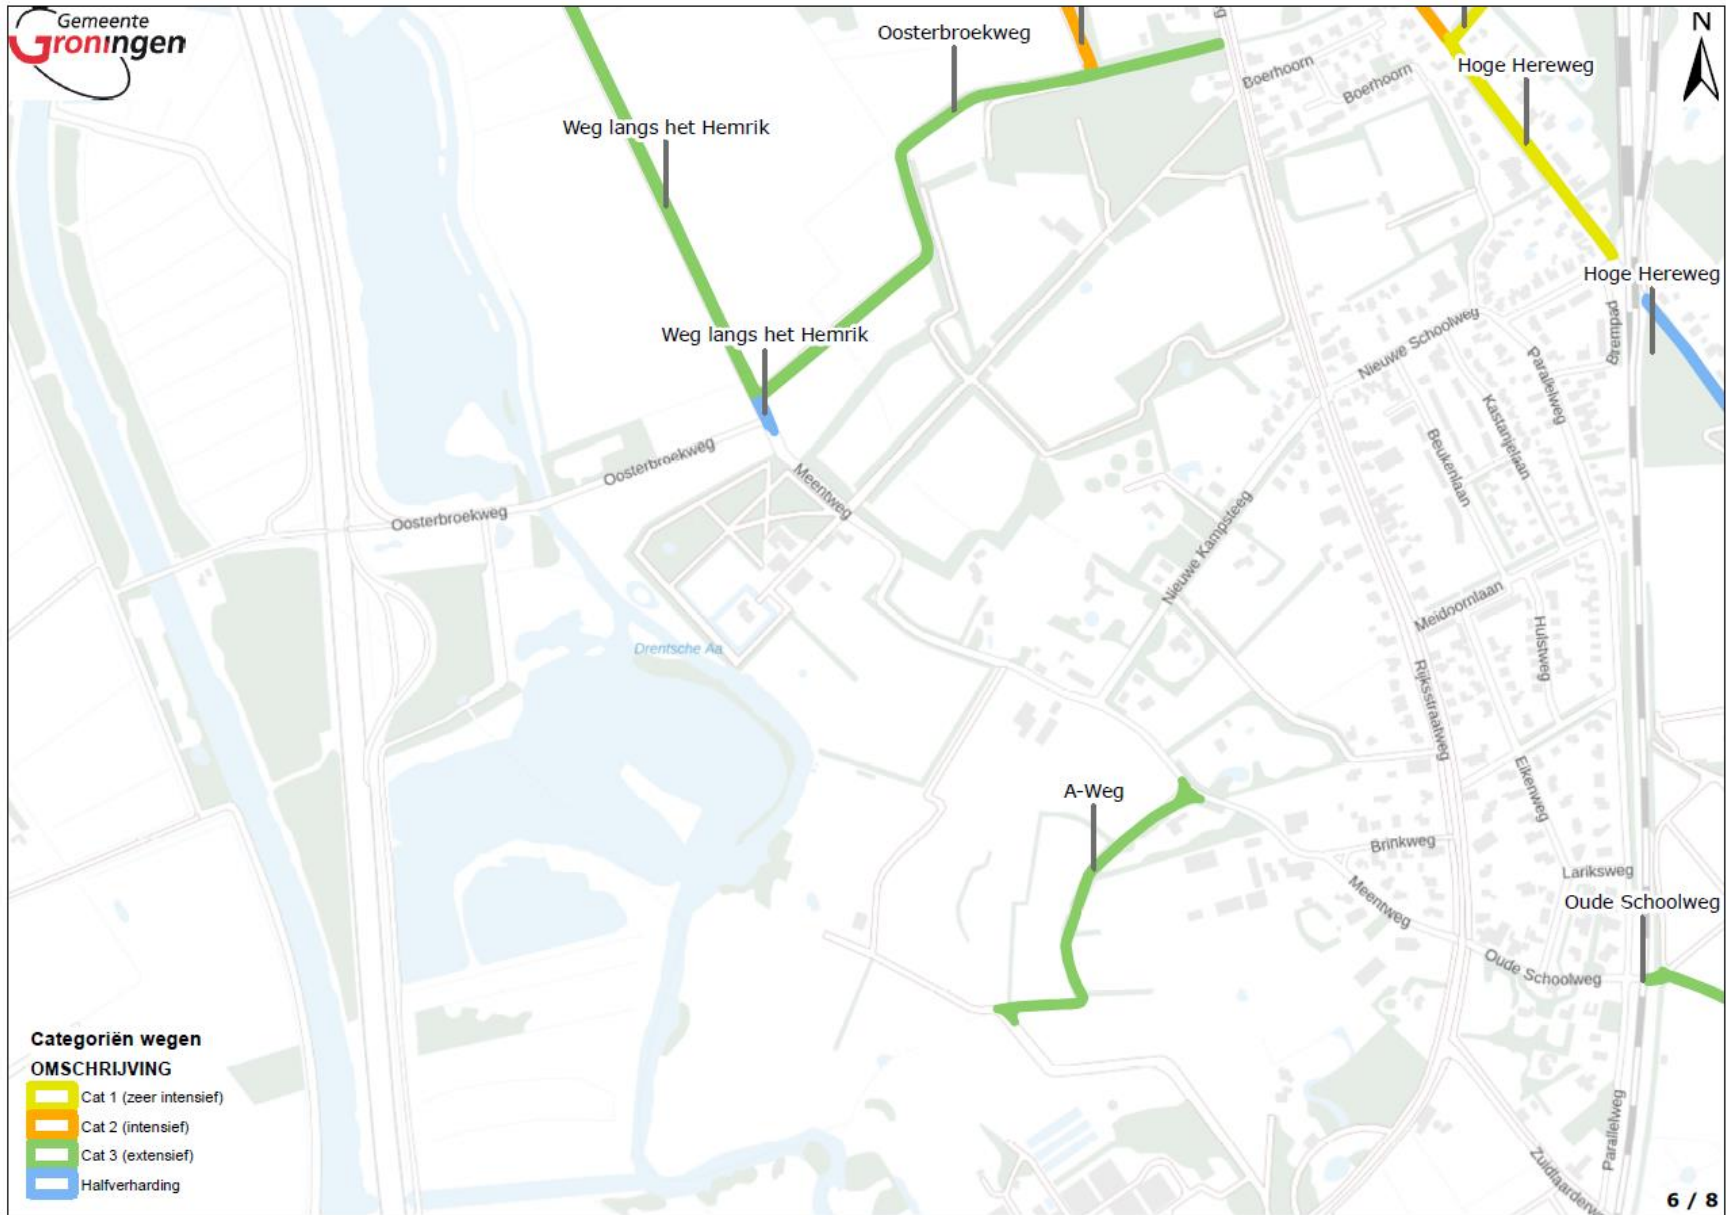 Gemeente
Groningen
N
Oosterbroekweg
Hoge Hereweg
Boerhoorn
Boerhoorn
Weg langs het Hemrik
Hoge Hereweg
Brempad
Weg langs het Hemrik
Nieuwe Schoolweg
Parallelweg
Kastanjelaan
Beukenlaan
Oosterbroekweg
Oosterbroekweg
Meentweg
Nieuwe Kampsteeg
Meidoornlaan
Hulstweg
Drentsche Aa
Rijksstraatweg
Eikenweg
A-Weg
Brinkweg
Lariksweg
Meentweg
Oude Schoolweg
Oude Schoolweg
Parallelweg
Zuidlaarderw
Categoriën wegen
OMSCHRIJVING
Cat 1 (zeer intensief)
Cat 2 (intensief)
Cat 3 (extensief)
Halfverharding
6 / 8